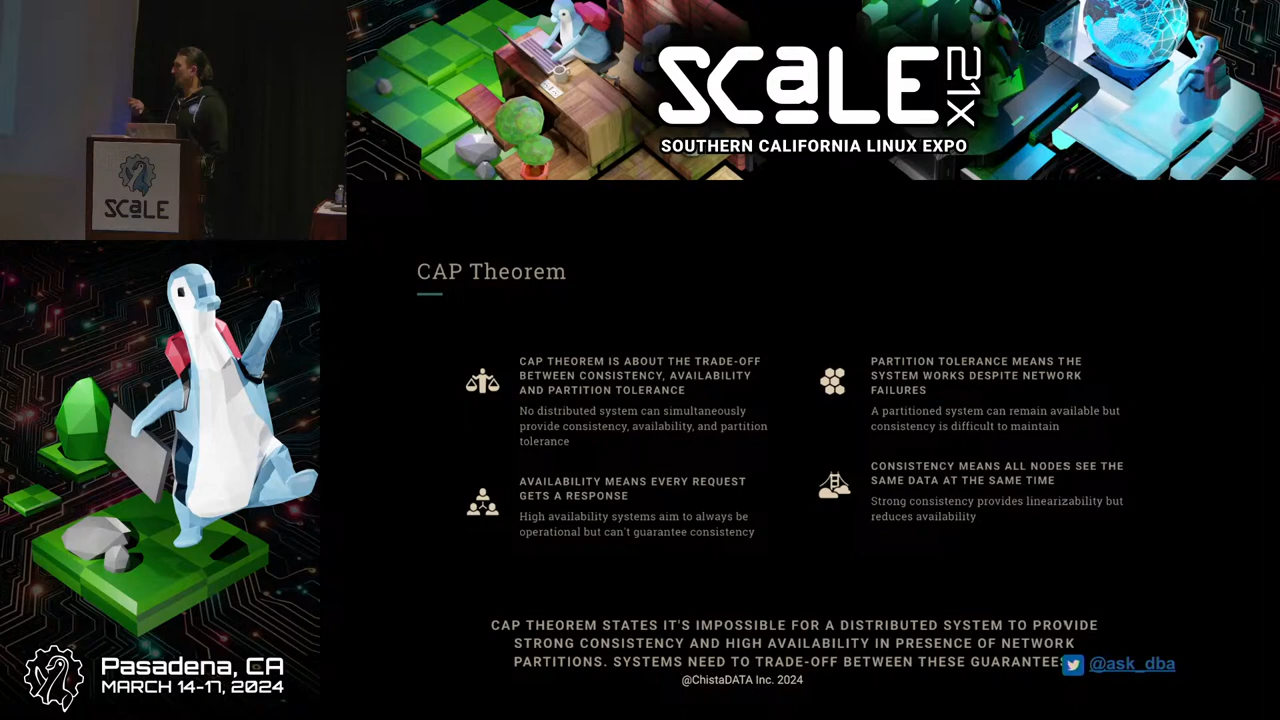 SCaLE
SCaLE 21X
SOUTHERN CALIFORNIA LINUX EXPO
CAP Theorem
CAP THEOREM IS ABOUT THE TRADE-OFF
BETWEEN CONSISTENCY, AVAILABILITY
AND PARTITION TOLERANCE
No distributed system can simultaneously
provide consistency, availability, and partition
tolerance
AVAILABILITY MEANS EVERY REQUEST
GETS A RESPONSE
High availability systems aim to always be
operational but can't guarantee consistency
PARTITION TOLERANCE MEANS THE
SYSTEM WORKS DESPITE NETWORK
FAILURES
A partitioned system can remain available but
consistency is difficult to maintain
CONSISTENCY MEANS ALL NODES SEE THE
SAME DATA AT THE SAME TIME
Strong consistency provides linearizability but
reduces availability
CAP THEOREM STATES IT'S IMPOSSIBLE FOR A DISTRIBUTED SYSTEM TO PROVIDE
STRONG CONSISTENCY AND HIGH AVAILABILITY IN PRESENCE OF NETWORK
PARTITIONS. SYSTEMS NEED TO TRADE-OFF BETWEEN THESE GUARANTEES
@ask_dba
@ChistaDATA Inc. 2024
Pasadena, CA
MARCH 14-17, 2024